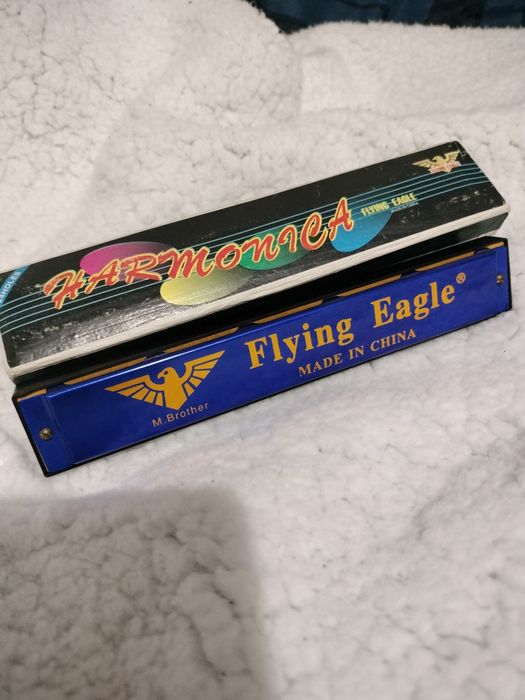 HARMONICA
FLYING EAGLE
Flying Eagle®
MADE IN CHINA
M.Brother